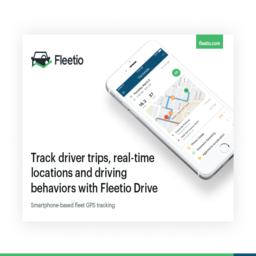 fleetio.com
Fleetio
Track driver trips, real-time
locations and driving
behaviors with Fleetio Drive
Smartphone-based fleet GPS tracking